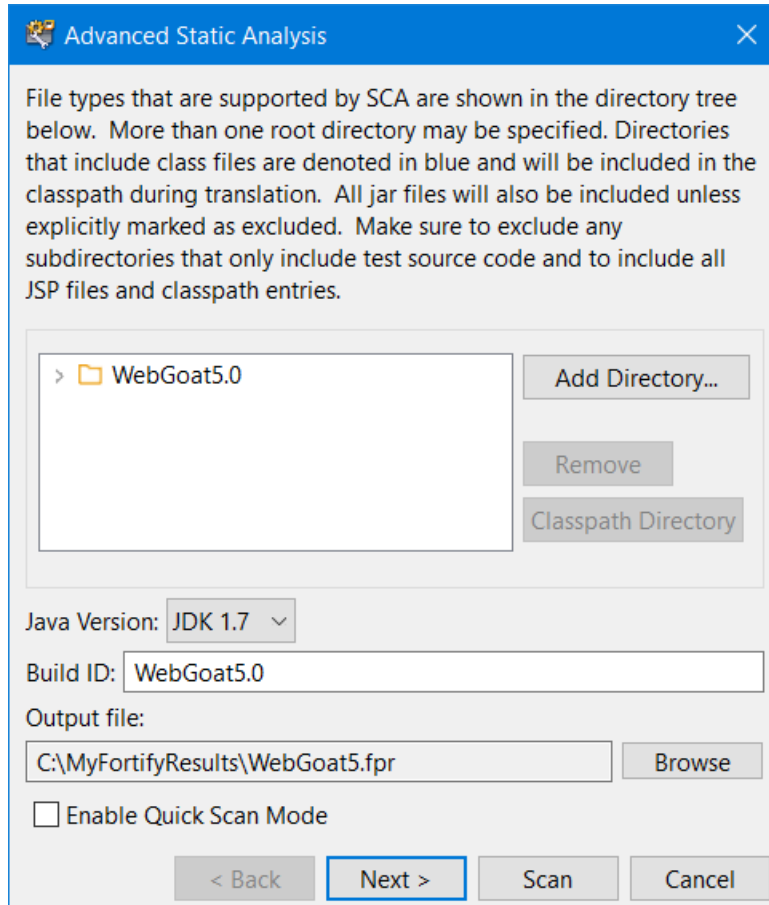 Advanced Static Analysis
File types that are supported by SCA are shown in the directory tree
below.  More than one root directory may be specified. Directories
that include class files are denoted in blue and will be included in the
classpath during translation.  All jar files will also be included unless
explicitly marked as excluded.  Make sure to exclude any
subdirectories that only include test source code and to include all
JSP files and classpath entries.
WebGoat5.0
Add Directory...
Remove
Classpath Directory
Java Version: JDK 1.7
Build ID: WebGoat5.0
Output file:
C:\MyFortifyResults\WebGoat5.fpr Browse
Enable Quick Scan Mode
< Back Next > Scan Cancel